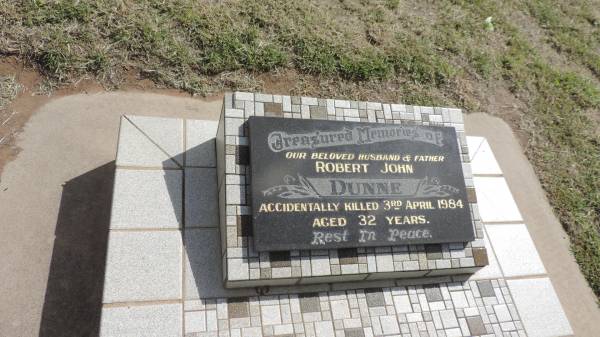 Treasured Memories of
OUR BELOVED HUSBAND & FATHER
ROBERT JOHN
DUNNE
ACCIDENTALLY KILLED 3RD APRIL 1984
AGED 32 YEARS.
Rest In Peace.